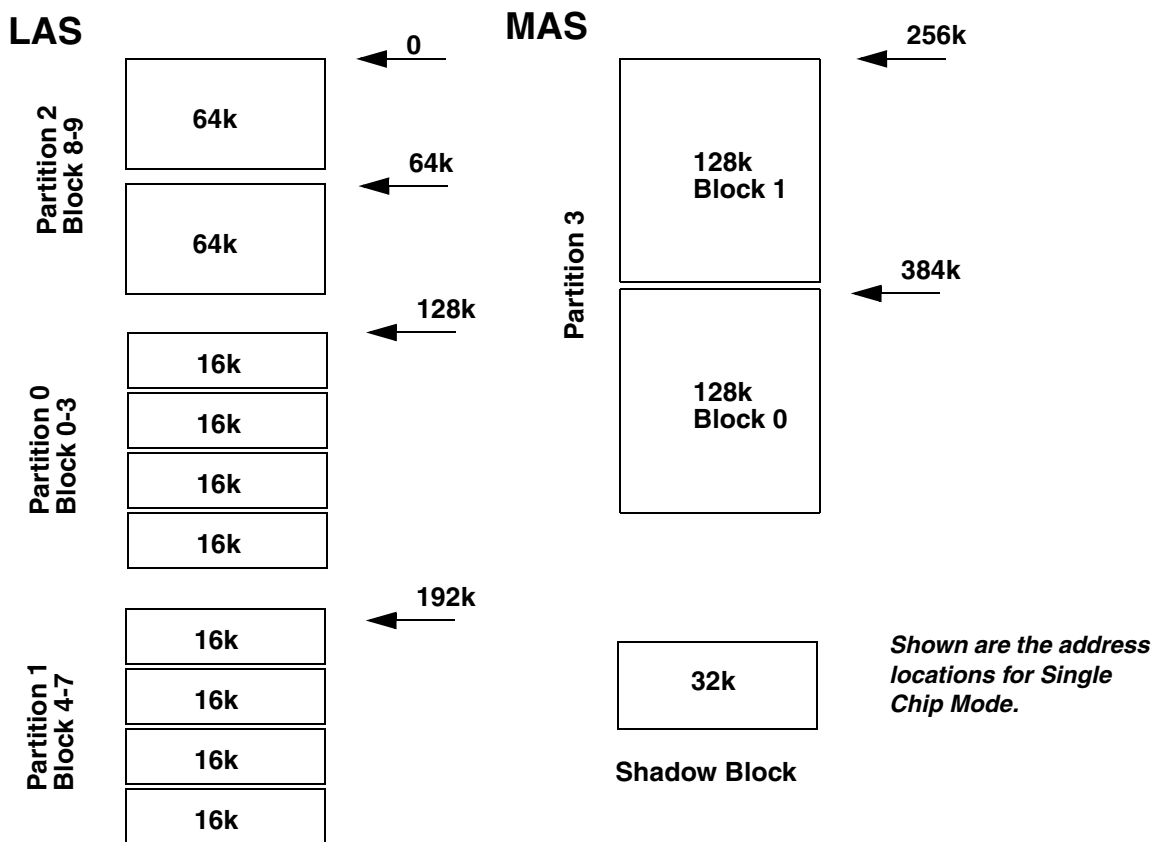 LAS
0
Partition 2
Block 8-9
64k
64k
64k
128k
Partition 0
Block 0-3
16k
16k
16k
16k
192k
Partition 1
Block 4-7
16k
16k
16k
16k
MAS
256k
Partition 3
128k
Block 1
384k
128k
Block 0
32k
Shadow Block
Shown are the address
locations for Single
Chip Mode.